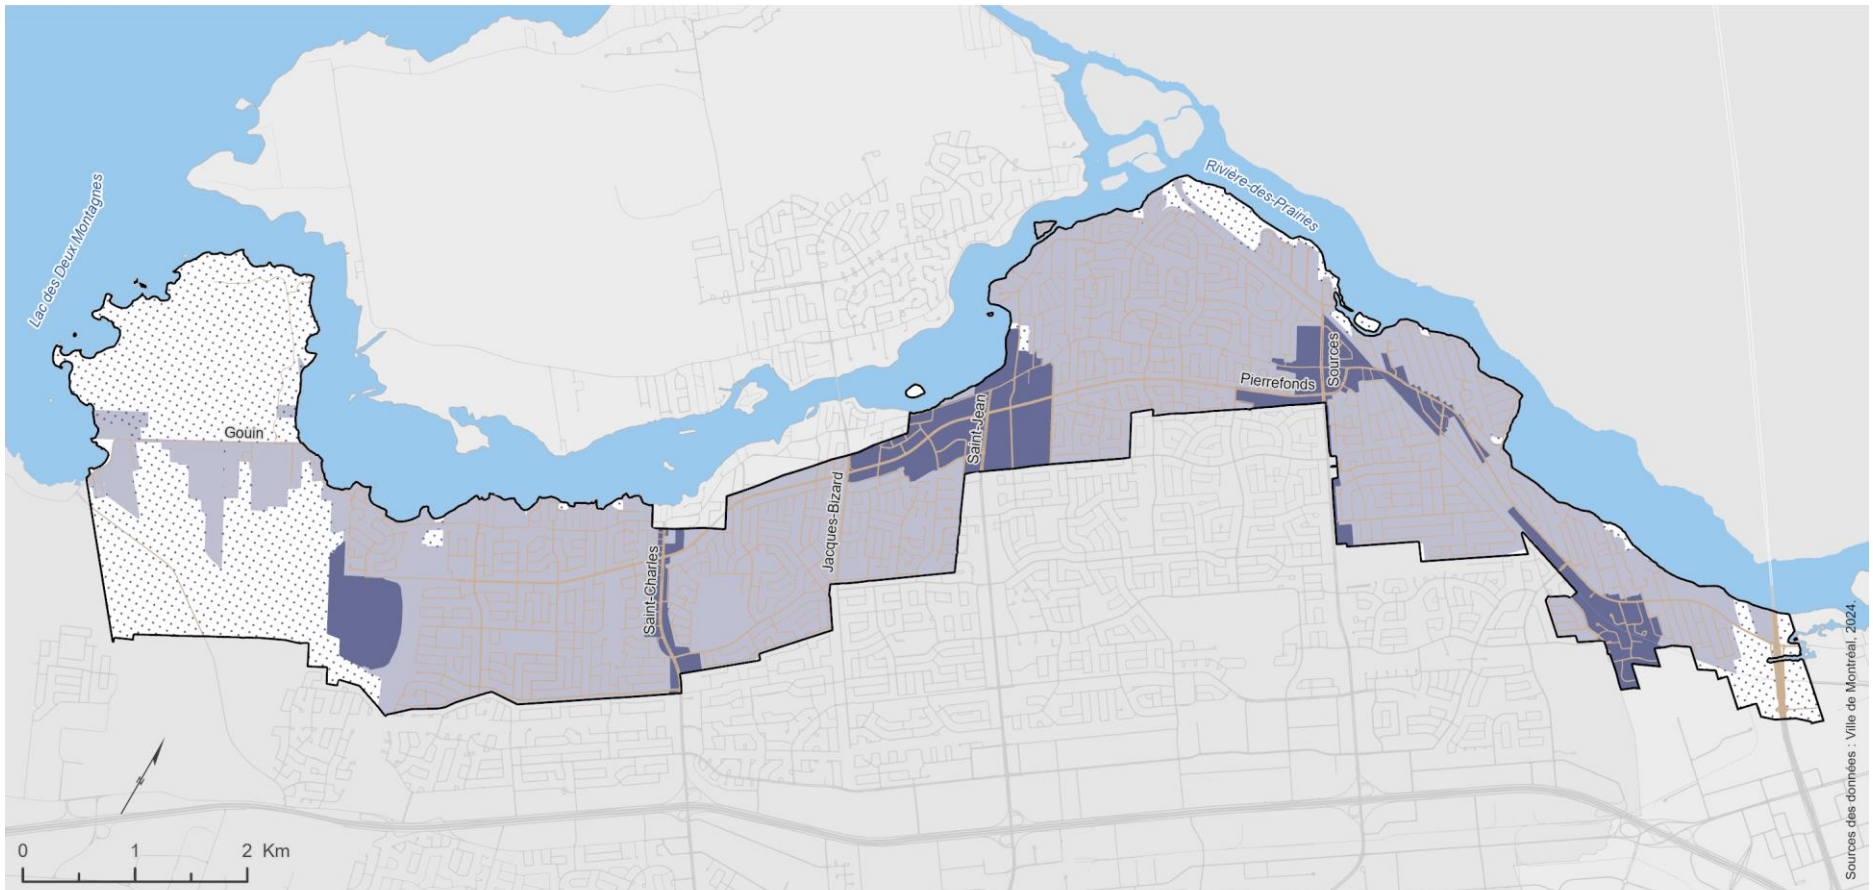 Lac des Deux Montagnes
Rivière-des-Prairies
Gouin
Saint-Charles
Jacques-Bizard
Saint-Jean
Pierrefonds
Sources
N
0 1 2 Km
Sources des données : Ville de Montréal, 2024.